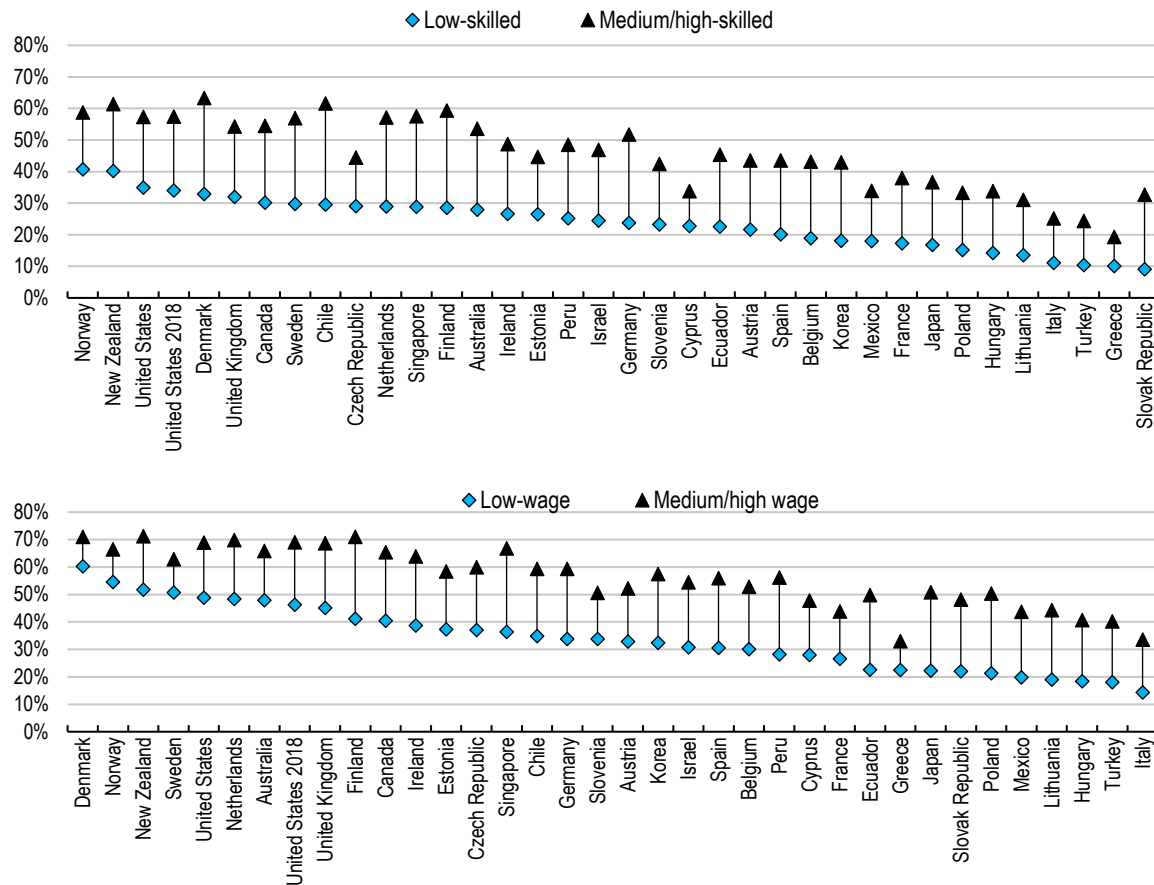 Low-skilled Medium/high-skilled
80%
70%
60%
50%
40%
30%
20%
10%
0%
Norway
New Zealand
United States
United States 2018
Denmark
United Kingdom
Canada
Sweden
Chile
Czech Republic
Netherlands
Singapore
Finland
Australia
Ireland
Estonia
Peru
Israel
Germany
Slovenia
Cyprus
Ecuador
Austria
Spain
Belgium
Korea
Mexico
France
Japan
Poland
Hungary
Lithuania
Italy
Turkey
Greece
Slovak Republic
Low-wage Medium/high wage
80%
70%
60%
50%
40%
30%
20%
10%
0%
Denmark
Norway
New Zealand
Sweden
United States
Netherlands
Australia
United States 2018
United Kingdom
Finland
Canada
Ireland
Estonia
Czech Republic
Singapore
Chile
Germany
Slovenia
Austria
Korea
Israel
Spain
Belgium
Peru
Cyprus
France
Ecuador
Greece
Japan
Slovak Republic
Poland
Mexico
Lithuania
Hungary
Turkey
Italy